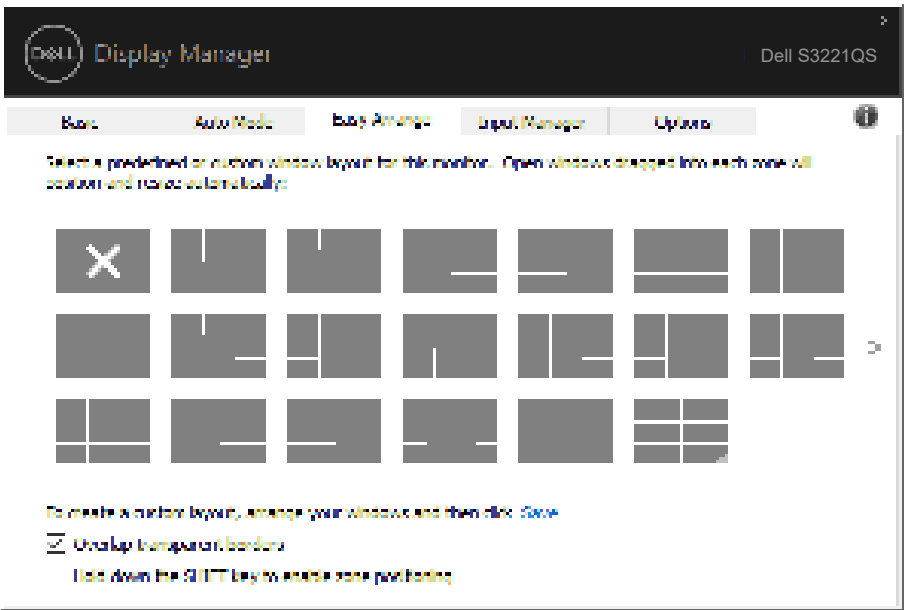 DELL Display Manager
Dell S3221QS
Basic Auto Mode Easy Arrange Input Manager Options
Select a predefined or custom window layout for this monitor. Open windows dragged into each zone will
position and resize automatically:
To create a custom layout, arrange your windows and then click Save
Overlap transparent borders
Hold down the SHIFT key to enable zone positioning